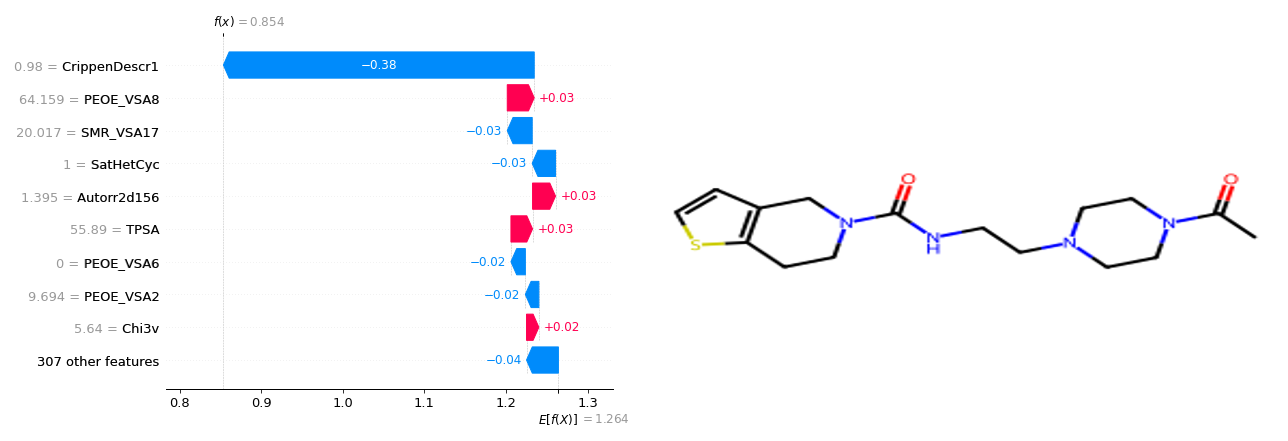 f(x) = 0.854
0.98 = CrippenDescr1
−0.38
64.159 = PEOE_VSA8
+0.03
20.017 = SMR_VSA17
−0.03
1 = SatHetCyc
−0.03
1.395 = Autorr2d156
+0.03
55.89 = TPSA
+0.03
0 = PEOE_VSA6
−0.02
9.694 = PEOE_VSA2
−0.02
5.64 = Chi3v
+0.02
307 other features
−0.04
0.8 0.9 1.0 1.1 1.2 1.3
E[f(X)] = 1.264
O
O
N
N
S
N
H
N